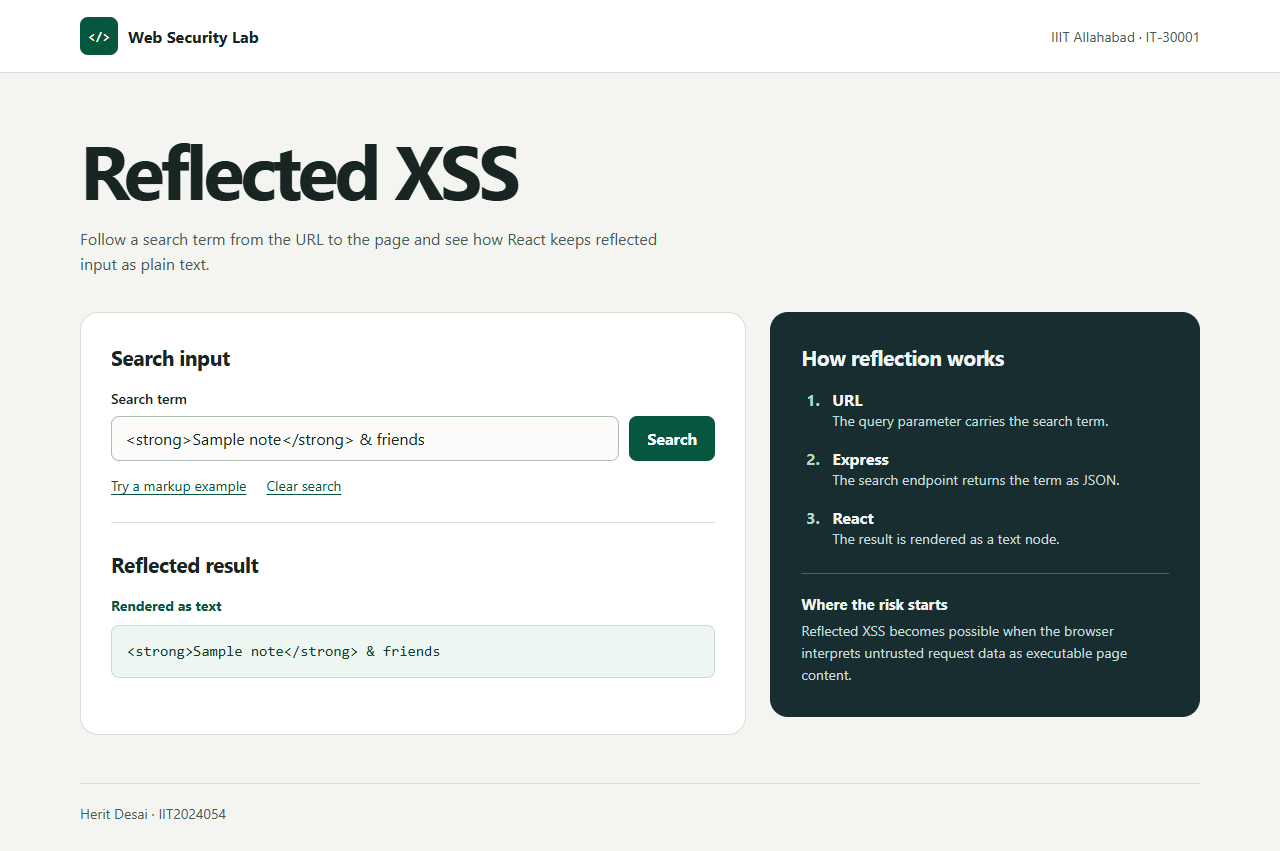 </> Web Security Lab
IIIT Allahabad · IT-30001
Reflected XSS
Follow a search term from the URL to the page and see how React keeps reflected
input as plain text.
Search input
Search term
<strong>Sample note</strong> & friends
Search
Try a markup example Clear search
Reflected result
Rendered as text
<strong>Sample note</strong> & friends
How reflection works
1. URL
The query parameter carries the search term.
2. Express
The search endpoint returns the term as JSON.
3. React
The result is rendered as a text node.
Where the risk starts
Reflected XSS becomes possible when the browser
interprets untrusted request data as executable page
content.
Herit Desai · IIT2024054